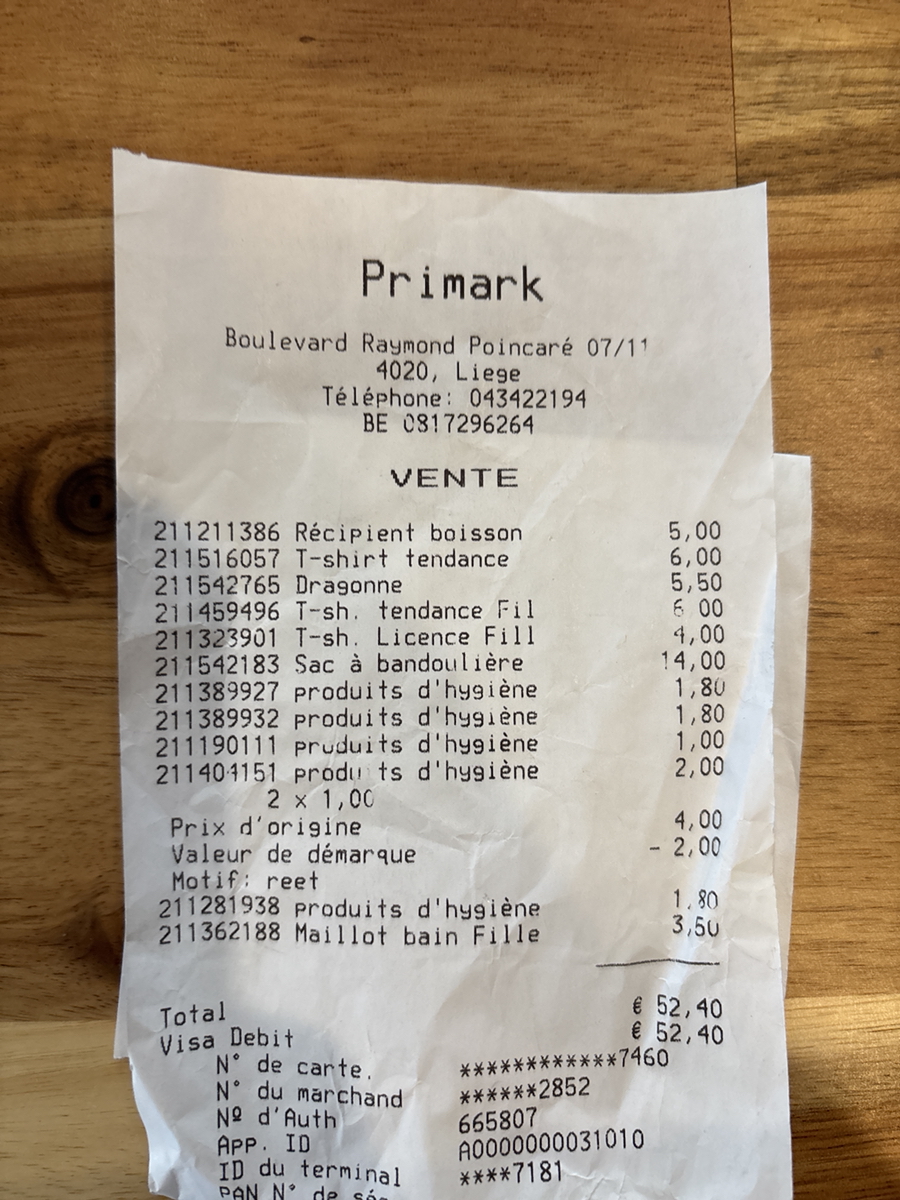 Primark
Boulevard Raymond Poincaré 07/11
4020, Liege
Téléphone: 043422194
BE 0817296264
VENTE
211211386 Récipient boisson 5,00
211516057 T-shirt tendance 6,00
211542765 Dragonne 5,50
211459496 T-sh. tendance Fil 6 00
211323901 T-sh. Licence Fill 4,00
211542183 Sac à bandoulière 14,00
211389927 produits d'hygiène 1,80
211389932 produits d'hygiène 1,80
211190111 produits d'hygiène 1,00
211404151 produits d'hygiène 2,00
2 x 1,00
Prix d'origine 4,00
Valeur de démarque - 2,00
Motif: reet
211281938 produits d'hygiène 1,80
211362188 Maillot bain Fille 3,50
Total € 52,40
Visa Debit € 52,40
N° de carte. ************7460
N° du marchand ******2852
Nº d'Auth 665807
App. ID A0000000031010
ID du terminal ****7181
PAN N° de